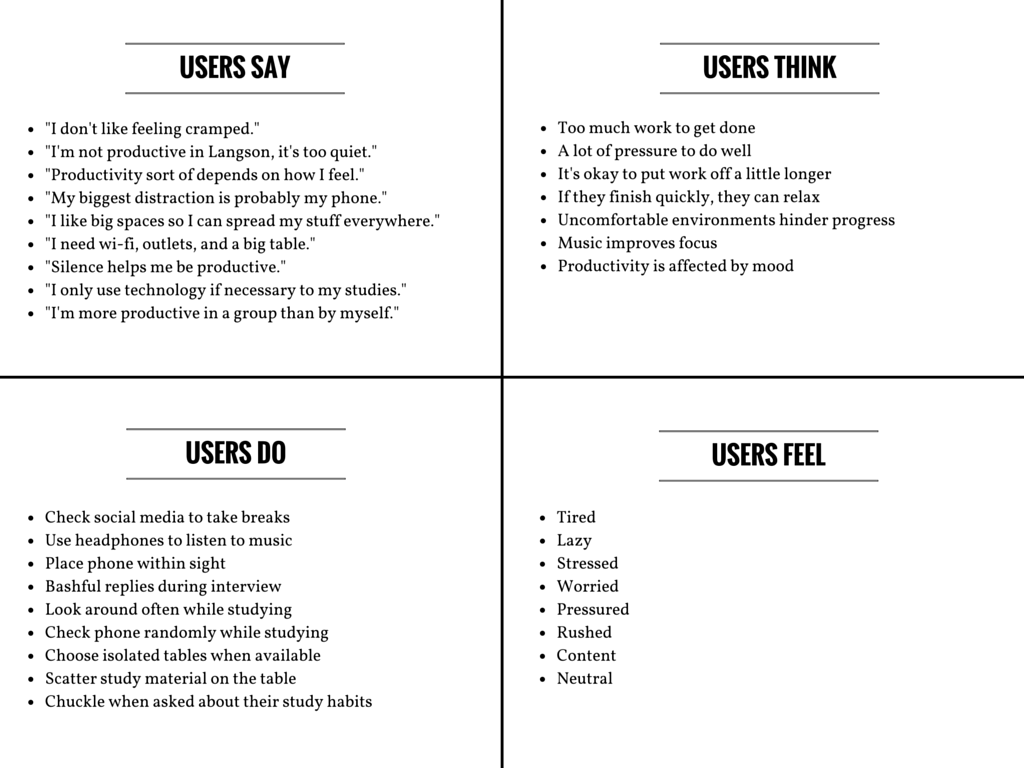 USERS SAY
• "I don't like feeling cramped."
• "I'm not productive in Langson, it's too quiet."
• "Productivity sort of depends on how I feel."
• "My biggest distraction is probably my phone."
• "I like big spaces so I can spread my stuff everywhere."
• "I need wi-fi, outlets, and a big table."
• "Silence helps me be productive."
• "I only use technology if necessary to my studies."
• "I'm more productive in a group than by myself."
USERS THINK
• Too much work to get done
• A lot of pressure to do well
• It's okay to put work off a little longer
• If they finish quickly, they can relax
• Uncomfortable environments hinder progress
• Music improves focus
• Productivity is affected by mood
USERS DO
• Check social media to take breaks
• Use headphones to listen to music
• Place phone within sight
• Bashful replies during interview
• Look around often while studying
• Check phone randomly while studying
• Choose isolated tables when available
• Scatter study material on the table
• Chuckle when asked about their study habits
USERS FEEL
• Tired
• Lazy
• Stressed
• Worried
• Pressured
• Rushed
• Content
• Neutral